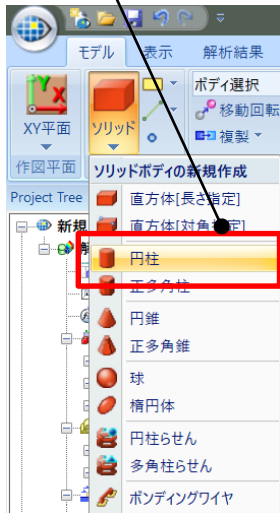 モデル 表示 解析結果
XY平面 ソリッド ボディ選択
移動回転
複製
作図平面 ソリッドボディの新規作成
Project Tree
直方体[長さ指定]
新規 直方体[対角指定]
円柱
正多角柱
円錐
正多角錐
球
楕円体
円柱らせん
多角柱らせん
ボンディングワイヤ